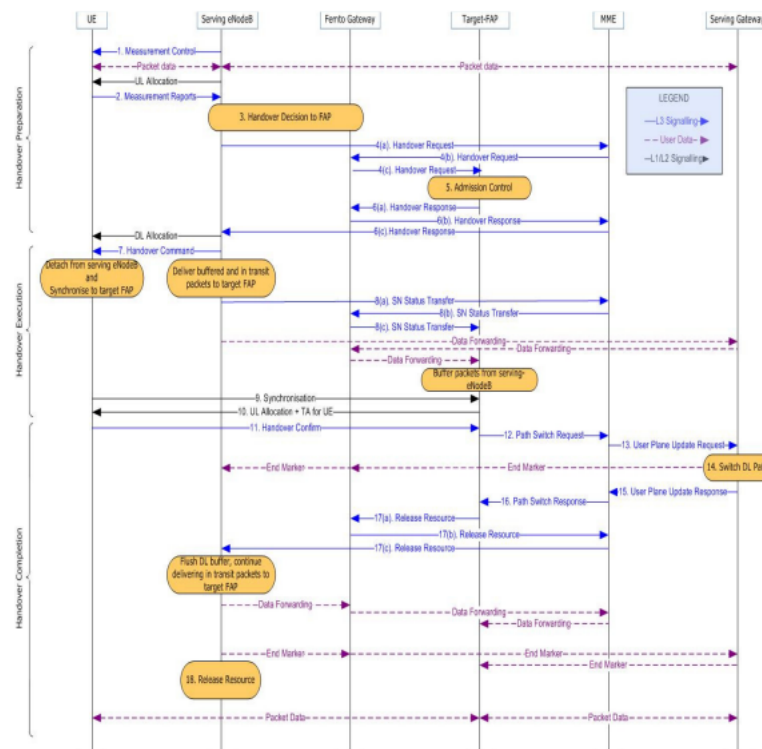 UE Serving eNodeB Femto Gateway Target-FAP MME Serving Gateway
Handover Preparation
1. Measurement Control
Packet data Packet data
UL Allocation
2. Measurement Reports
3. Handover Decision to FAP
LEGEND
L3 Signalling
User Data
L1/L2 Signalling
4(a). Handover Request
4(b). Handover Request
4(c). Handover Request
5. Admission Control
6(a). Handover Response
6(b). Handover Response
6(c).Handover Response
DL Allocation
7. Handover Command
Handover Execution
Detach from serving eNodeB
and
Synchronise to target FAP
Deliver buffered and in transit
packets to target FAP
8(a). SN Status Transfer
8(b). SN Status Transfer
8(c). SN Status Transfer
Data Forwarding
Data Forwarding
Data Forwarding
Buffer packets from serving-
eNodeB
9. Synchronisation
10. UL Allocation + TA for UE
Handover Completion
11. Handover Confirm
12. Path Switch Request
13. User Plane Update Request
End Marker End Marker
14. Switch DL Pa
15. User Plane Update Response
16. Path Switch Response
17(a). Release Resource
17(b). Release Resource
17(c). Release Resource
Flush DL buffer, continue
delivering in transit packets to
target FAP
Data Forwarding
Data Forwarding
Data Forwarding
End Marker End Marker
End Marker
18. Release Resource
Packet Data Packet Data